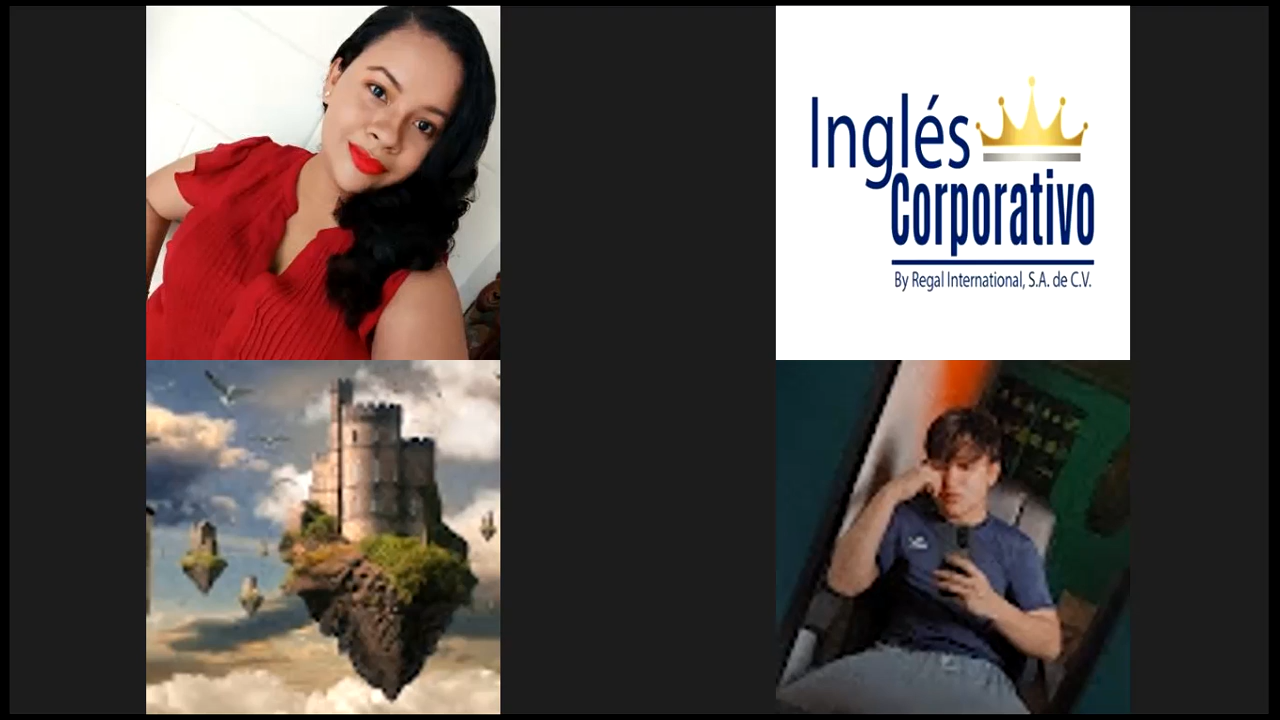 Inglés
Corporativo
By Regal International, S.A. de C.V.